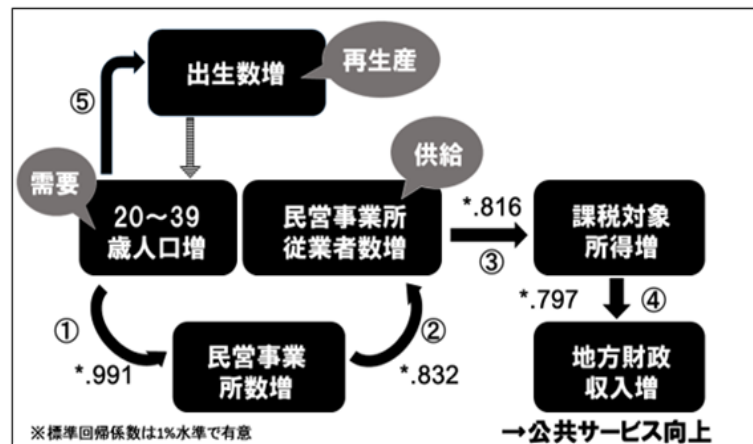 出生数増
再生産
⑤
需要
供給
20～39
歳人口増
民営事業所
従業者数増
*.816
③
課税対象
所得増
*.797
④
①
*.991
民営事業
所数増
②
*.832
地方財政
収入増
※標準回帰係数は1%水準で有意
→公共サービス向上